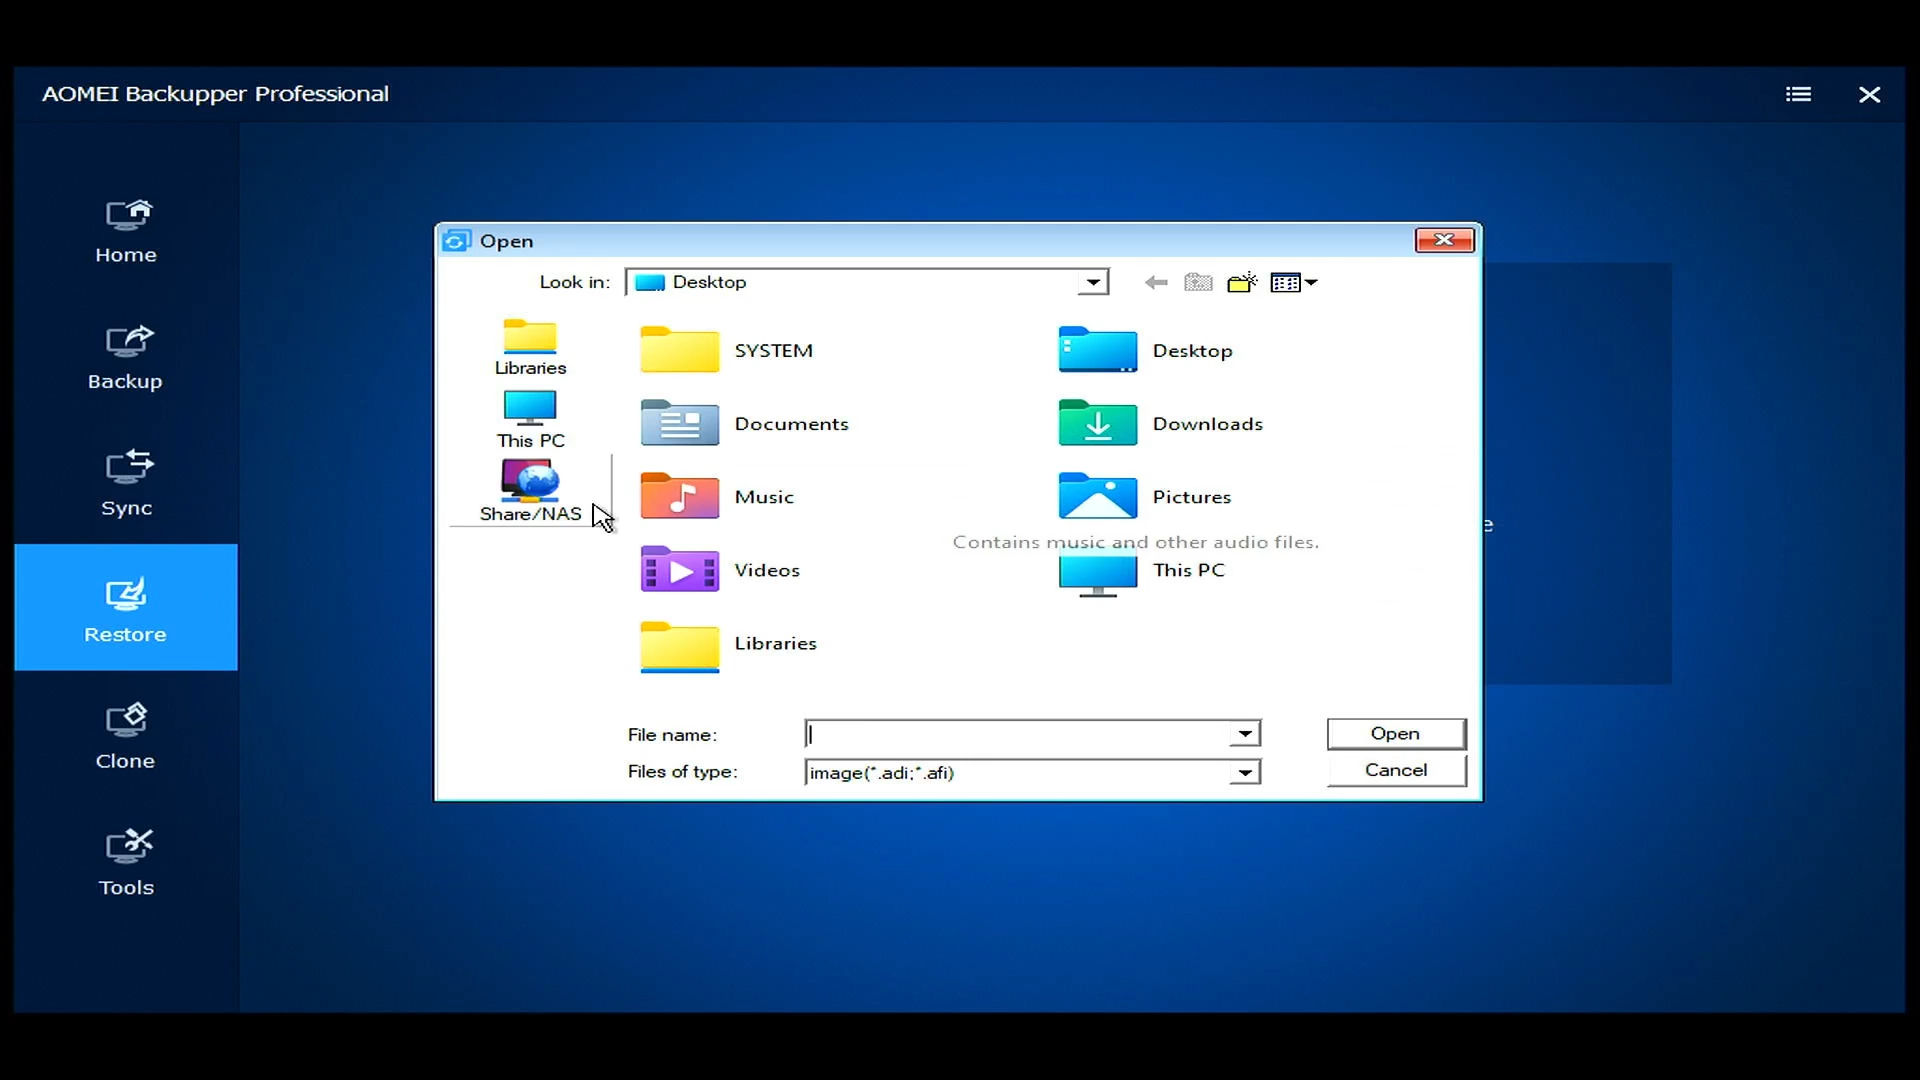 AOMEI Backupper Professional
Home
Backup
Sync
Restore
Clone
Tools
Open
Look in:
Desktop
Libraries
This PC
Share/NAS
SYSTEM
Desktop
Documents
Downloads
Music
Pictures
Contains music and other audio files.
Videos
This PC
Libraries
e
File name:
Open
Files of type:
image(*.adi;*.afi)
Cancel